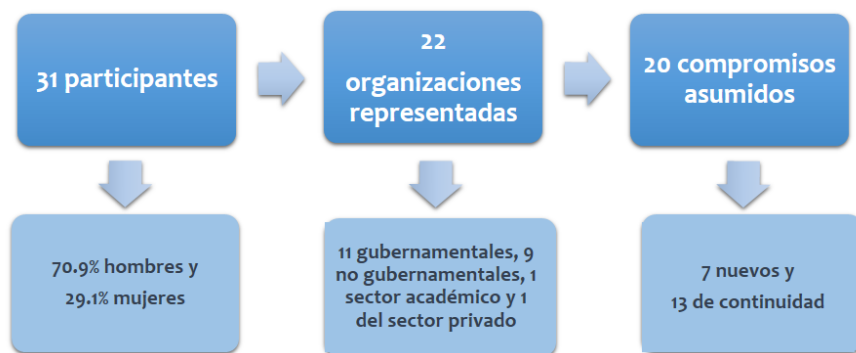 31 participantes
22
organizaciones
representadas
20 compromisos
asumidos
70.9% hombres y
29.1% mujeres
11 gubernamentales, 9
no gubernamentales, 1
sector académico y 1
del sector privado
7 nuevos y
13 de continuidad